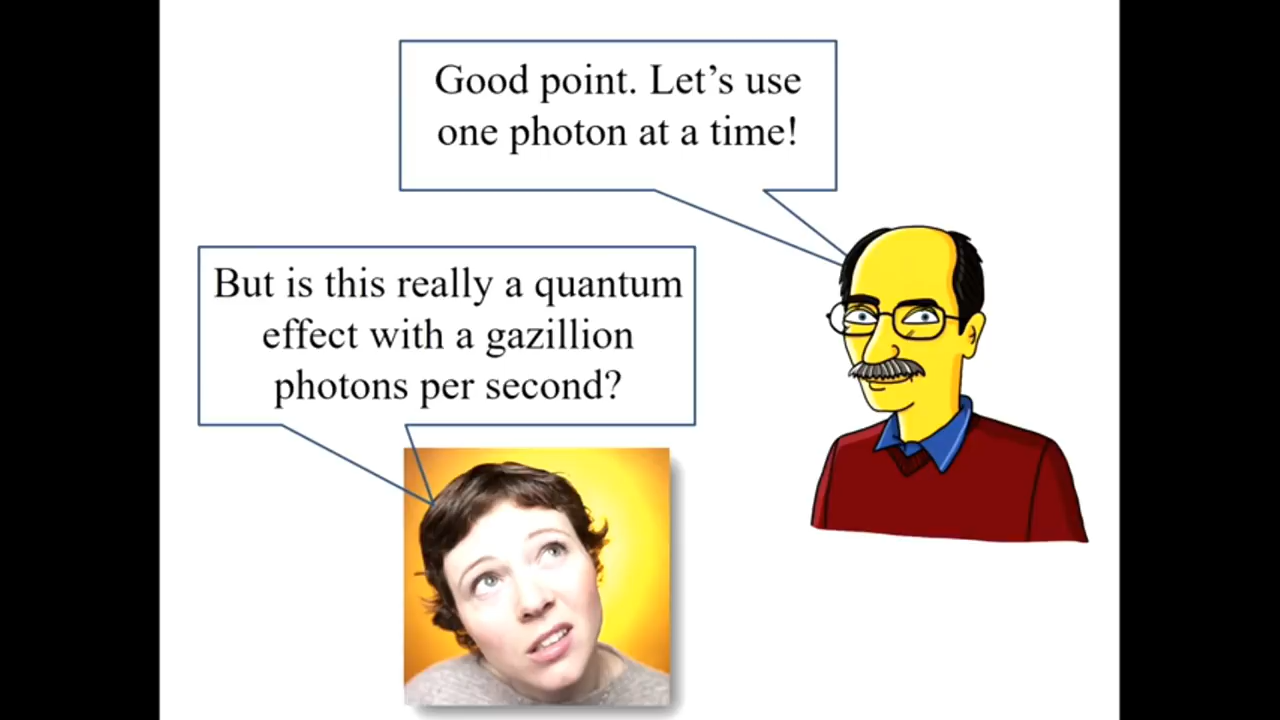 Good point. Let’s use
one photon at a time!
But is this really a quantum
effect with a gazillion
photons per second?